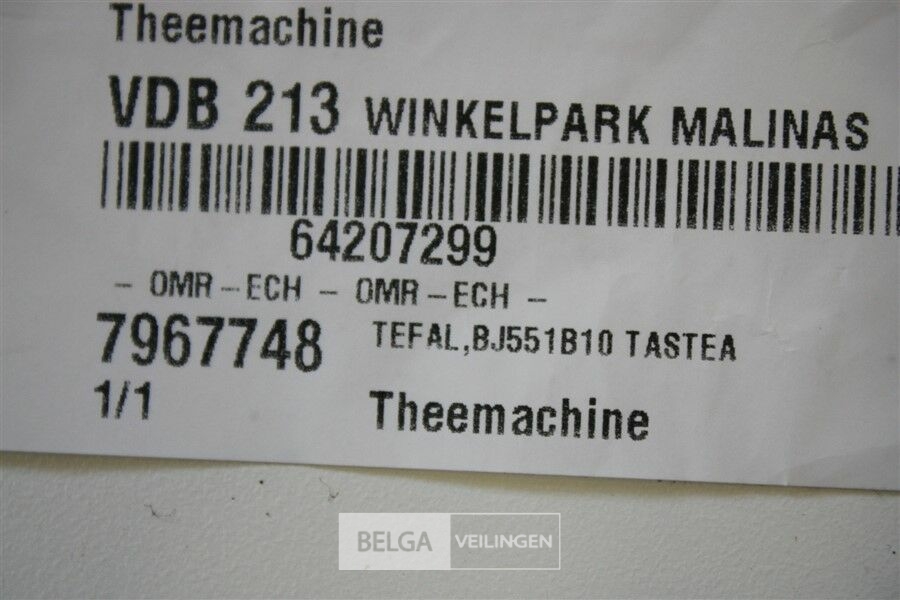 Theemachine
VDB 213 WINKELPARK MALINAS
64207299
- OMR - ECH - OMR - ECH -
7967748 TEFAL,BJ551B10 TASTEA
1/1 Theemachine
BELGA VEILINGEN